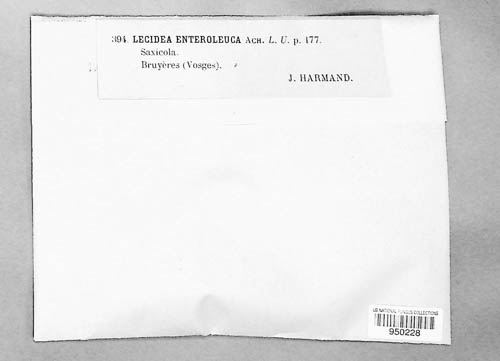 394. LECIDEA ENTEROLEUCA ACH. L. U. p. 177.
Saxicola.
Bruyères (Vosges).
J. HARMAND.
US NATIONAL FUNGUS COLLECTIONS
950228